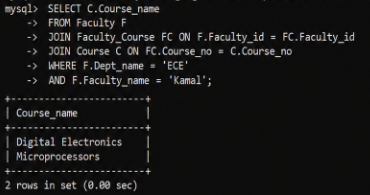 mysql> SELECT C.Course_name
    -> FROM Faculty F
    -> JOIN Faculty_Course FC ON F.Faculty_id = FC.Faculty_id
    -> JOIN Course C ON FC.Course_no = C.Course_no
    -> WHERE F.Dept_name = 'ECE'
    -> AND F.Faculty_name = 'Kamal';
+---------------------+
| Course_name         |
+---------------------+
| Digital Electronics |
| Microprocessors     |
+---------------------+
2 rows in set (0.00 sec)